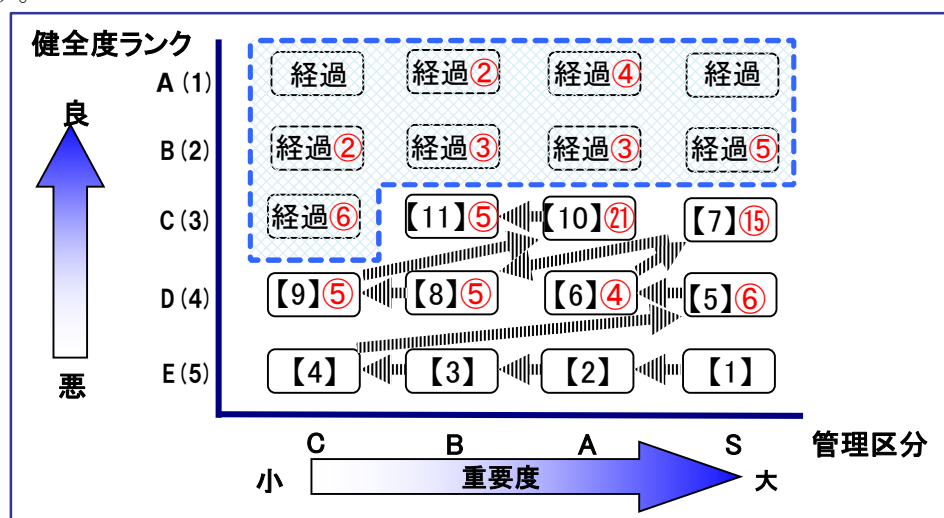 健全度ランク
良
悪
A(1) 経過 経過② 経過④ 経過
B(2) 経過② 経過③ 経過③ 経過⑤
C(3) 経過⑥ 【11】⑤ 【10】㉑ 【7】⑮
D(4) 【9】⑤ 【8】⑤ 【6】④ 【5】⑥
E(5) 【4】 【3】 【2】 【1】
C B A S 管理区分
小 重要度 大